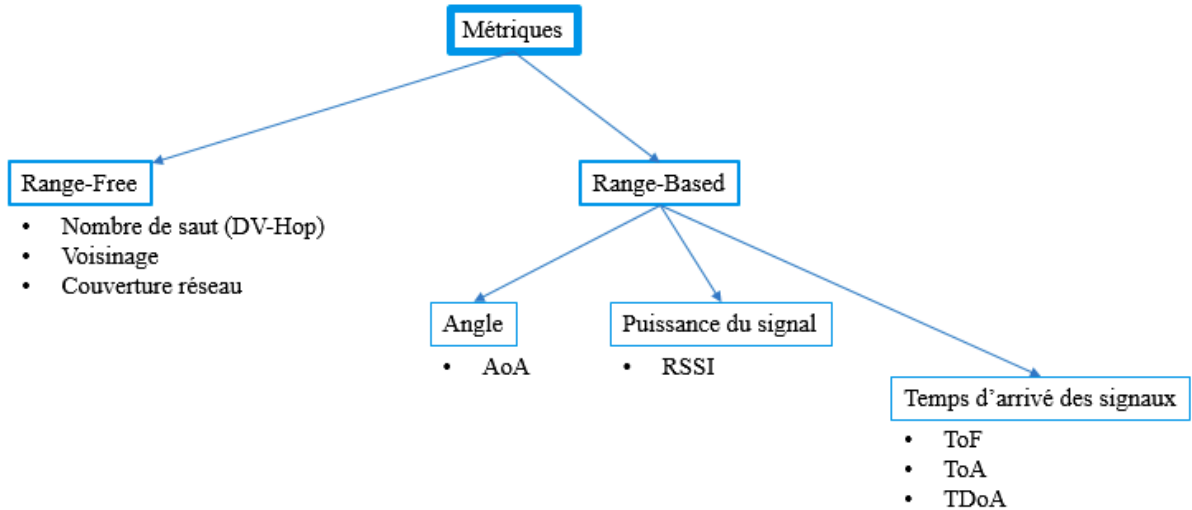 Métriques
Range-Free
• Nombre de saut (DV-Hop)
• Voisinage
• Couverture réseau
Range-Based
Angle
• AoA
Puissance du signal
• RSSI
Temps d’arrivé des signaux
• ToF
• ToA
• TDoA